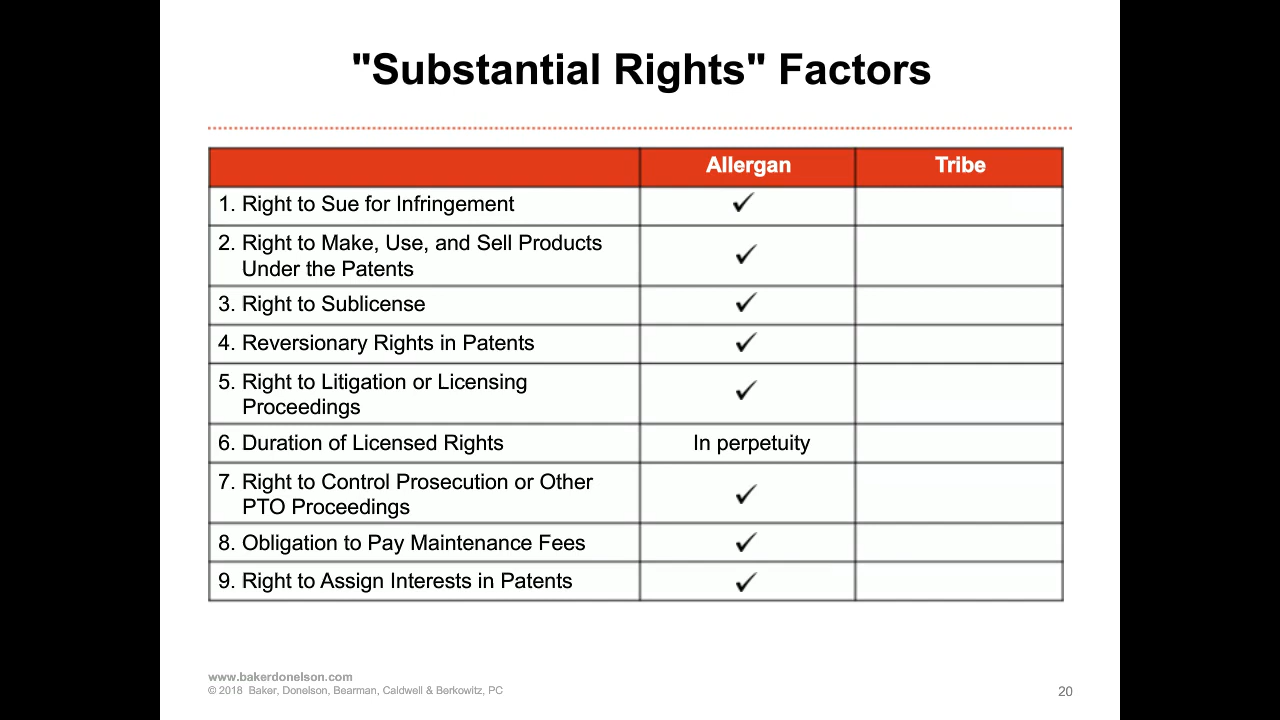 "Substantial Rights" Factors
Allergan Tribe
1. Right to Sue for Infringement ✓
2. Right to Make, Use, and Sell Products
Under the Patents ✓
3. Right to Sublicense ✓
4. Reversionary Rights in Patents ✓
5. Right to Litigation or Licensing
Proceedings ✓
6. Duration of Licensed Rights In perpetuity
7. Right to Control Prosecution or Other
PTO Proceedings ✓
8. Obligation to Pay Maintenance Fees ✓
9. Right to Assign Interests in Patents ✓
www.bakerdonelson.com
© 2018 Baker, Donelson, Bearman, Caldwell & Berkowitz, PC
20